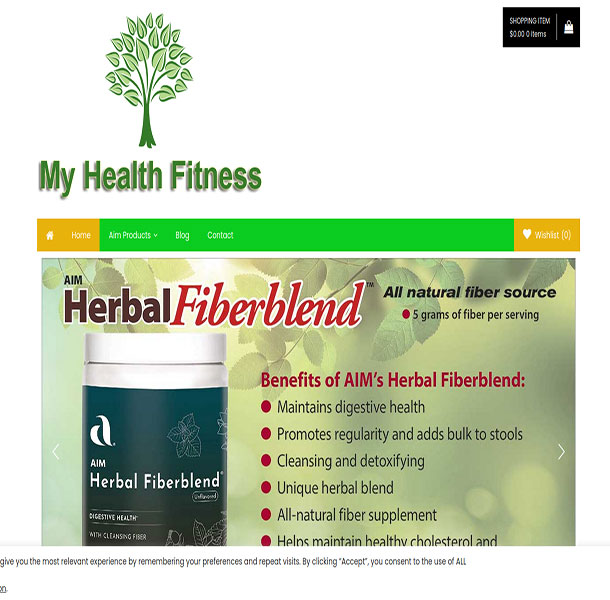 SHOPPING ITEM
$0.00 0 items
My Health Fitness
Home
Aim Products
Blog
Contact
Wishlist (0)
AIM
Herbal Fiberblend™
All natural fiber source
5 grams of fiber per serving
Benefits of AIM's Herbal Fiberblend:
Maintains digestive health
Promotes regularity and adds bulk to stools
Cleansing and detoxifying
Unique herbal blend
All-natural fiber supplement
Helps maintain healthy cholesterol and
a®
AIM
Herbal Fiberblend®
Unflavored
DIGESTIVE HEALTH
WITH CLEANSING FIBER
give you the most relevant experience by remembering your preferences and repeat visits. By clicking “Accept”, you consent to the use of ALL
on.